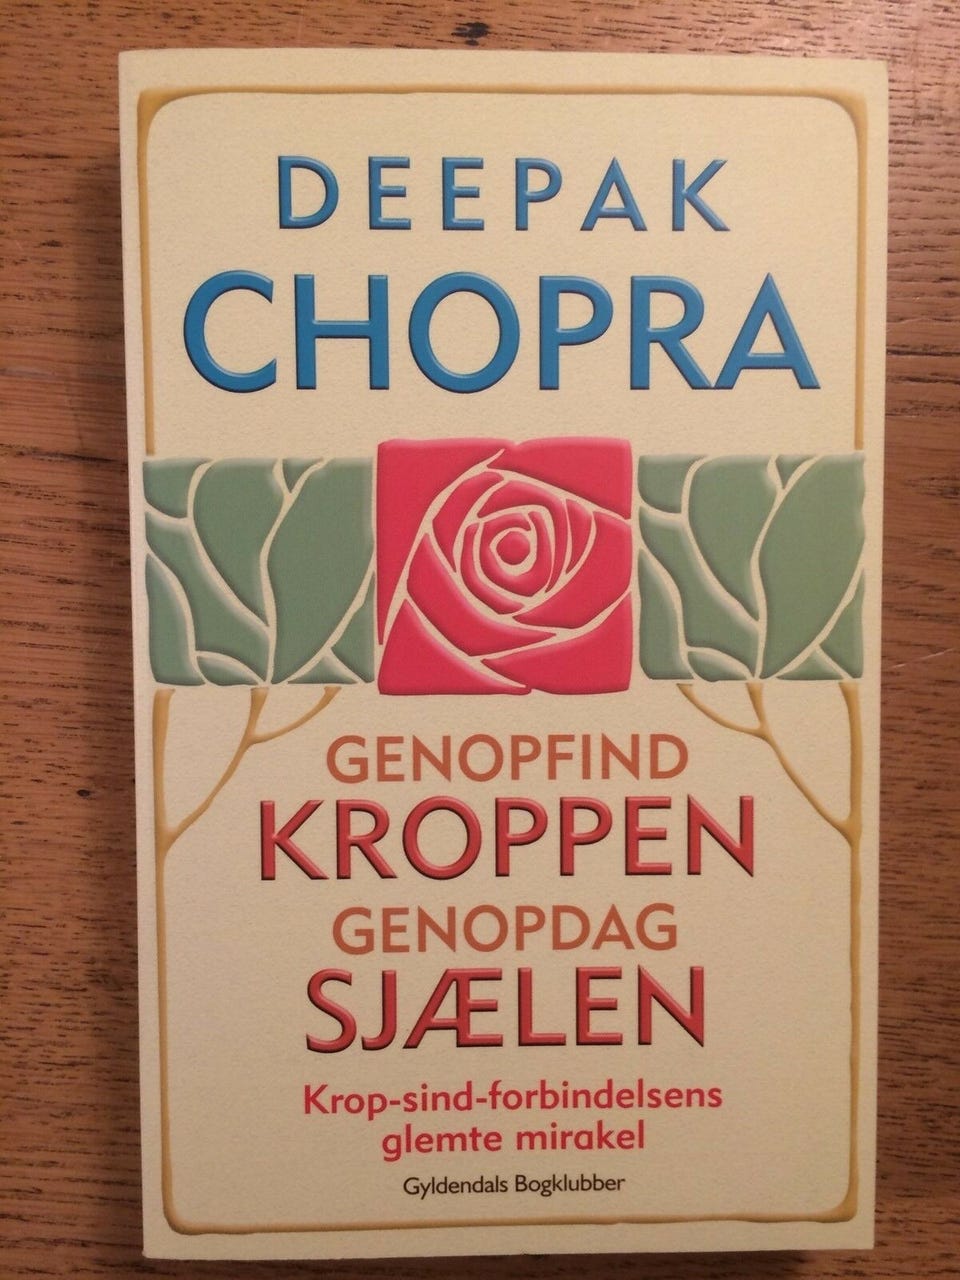 DEEPAK
CHOPRA
GENOPFIND
KROPPEN
GENOPDAG
SJÆLEN
Krop-sind-forbindelsens
glemte mirakel
Gyldendals Bogklubber